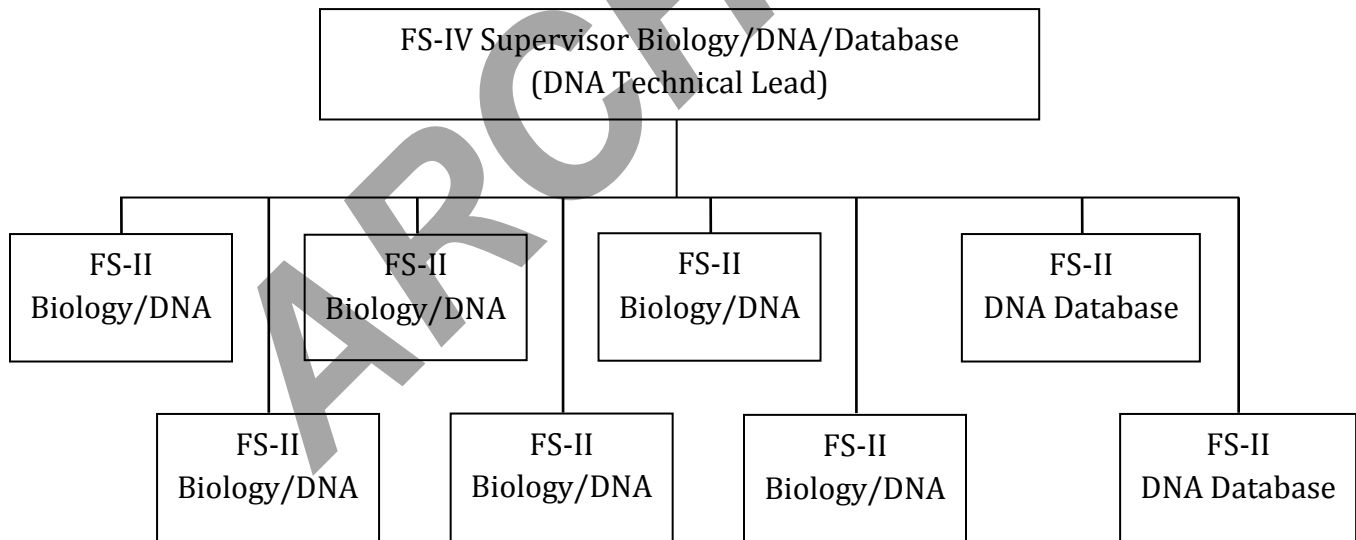 FS-IV Supervisor Biology/DNA/Database
(DNA Technical Lead)
FS-II
Biology/DNA
FS-II
Biology/DNA
FS-II
Biology/DNA
FS-II
DNA Database
FS-II
Biology/DNA
FS-II
Biology/DNA
FS-II
Biology/DNA
FS-II
DNA Database
ARCH